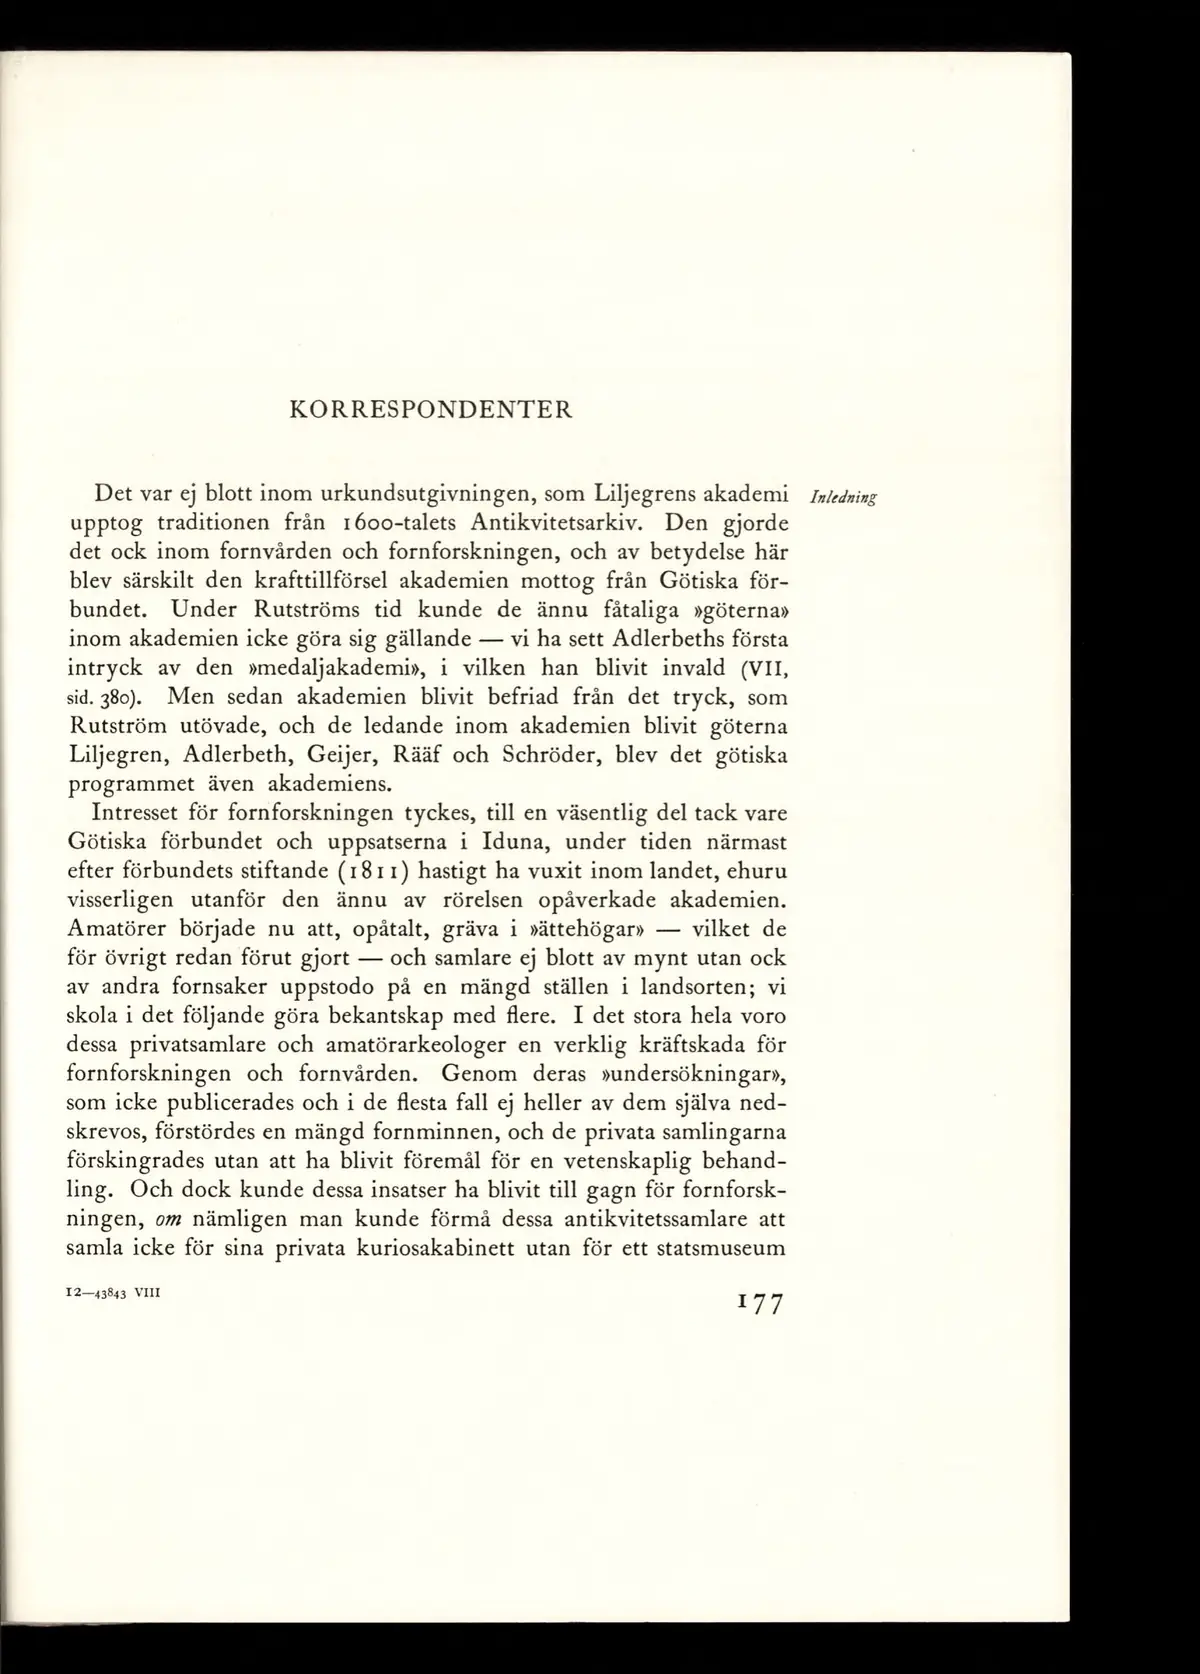 KORRESPONDENTER
Det var ej blott inom urkundsutgivningen, som Liljegrens akademi Inledning
upptog traditionen från 1600-talets Antikvitetsarkiv. Den gjorde
det ock inom fornvården och fornforskningen, och av betydelse här
blev särskilt den krafttillförsel akademien mottog från Götiska för-
bundet. Under Rutströms tid kunde de ännu fåtaliga »göterna»
inom akademien icke göra sig gällande — vi ha sett Adlerbeths första
intryck av den »medaljakademi», i vilken han blivit invald (VII,
sid. 380). Men sedan akademien blivit befriad från det tryck, som
Rutström utövade, och de ledande inom akademien blivit göterna
Liljegren, Adlerbeth, Geijer, Rääf och Schröder, blev det götiska
programmet även akademiens.
Intresset för fornforskningen tyckes, till en väsentlig del tack vare
Götiska förbundet och uppsatserna i Iduna, under tiden närmast
efter förbundets stiftande (1811) hastigt ha vuxit inom landet, ehuru
visserligen utanför den ännu av rörelsen opåverkade akademien.
Amatörer började nu att, opåtalt, gräva i »ättehögar» — vilket de
för övrigt redan förut gjort — och samlare ej blott av mynt utan ock
av andra fornsaker uppstodo på en mängd ställen i landsorten; vi
skola i det följande göra bekantskap med flere. I det stora hela voro
dessa privatsamlare och amatörarkeologer en verklig kräftskada för
fornforskningen och fornvården. Genom deras »undersökningar»,
som icke publicerades och i de flesta fall ej heller av dem själva ned-
skrevos, förstördes en mängd fornminnen, och de privata samlingarna
förskingrades utan att ha blivit föremål för en vetenskaplig behand-
ling. Och dock kunde dessa insatser ha blivit till gagn för fornforsk-
ningen, om nämligen man kunde förmå dessa antikvitetssamlare att
samla icke för sina privata kuriosakabinett utan för ett statsmuseum
12—43843 VIII
177